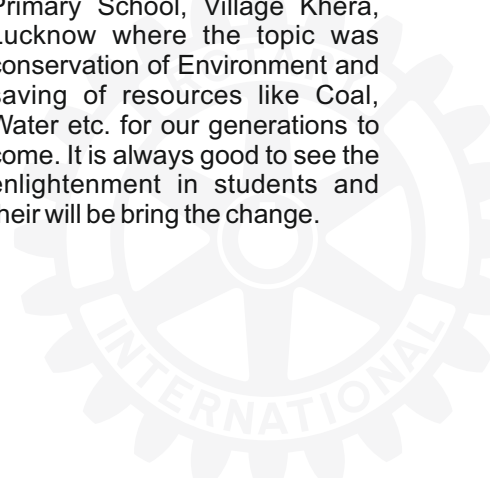 Primary School, Village Khera,
Lucknow where the topic was
conservation of Environment and
saving of resources like Coal,
Water etc. for our generations to
come. It is always good to see the
enlightenment in students and
their will be bring the change.
INTERNATIONAL